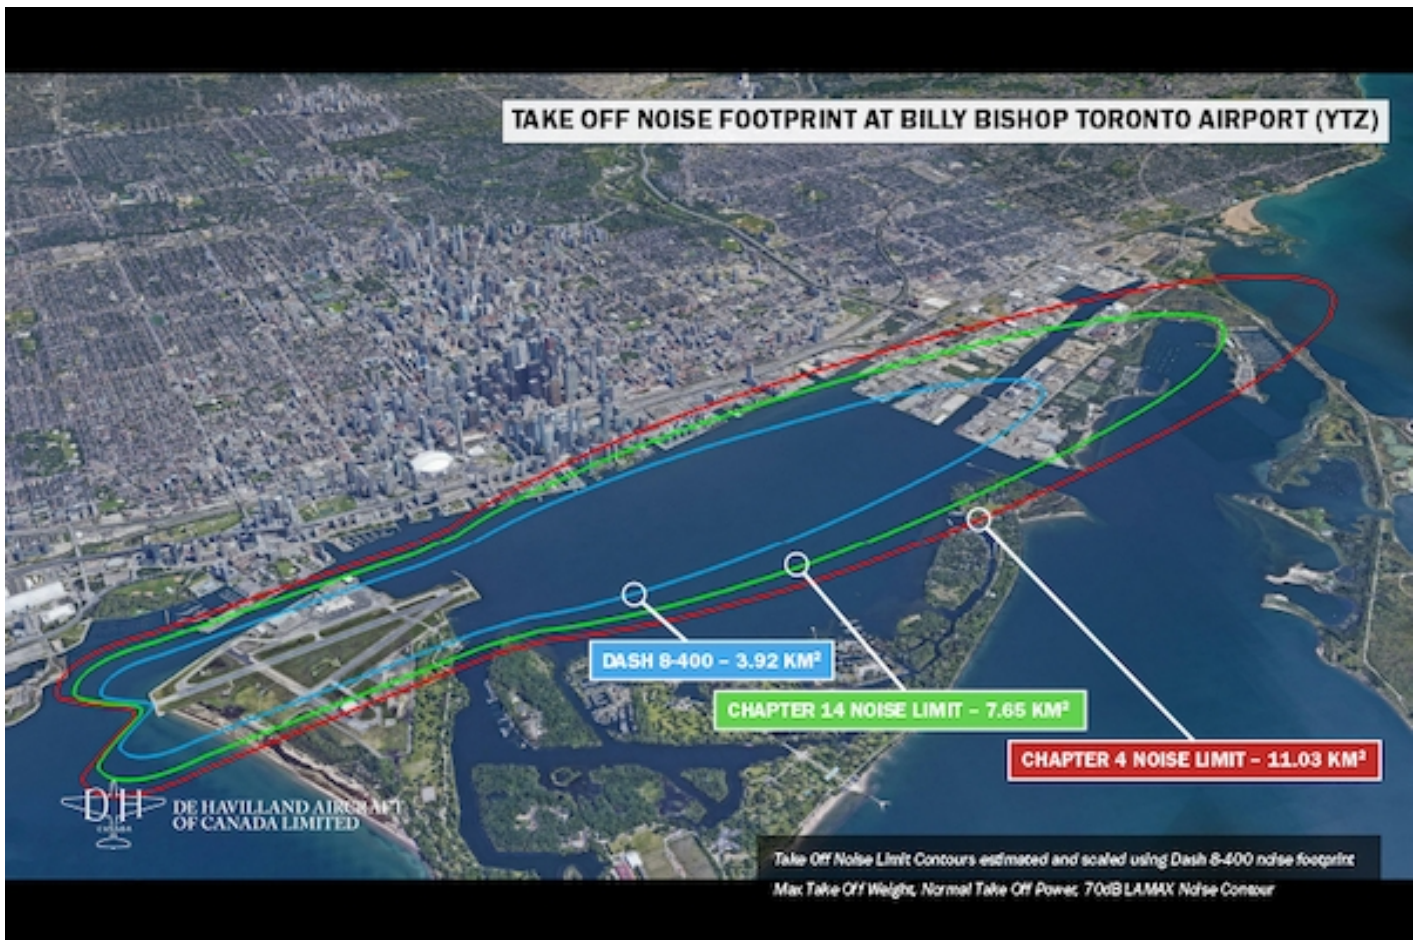 TAKE OFF NOISE FOOTPRINT AT BILLY BISHOP TORONTO AIRPORT (YTZ)
DASH 8-400 – 3.92 KM²
CHAPTER 14 NOISE LIMIT – 7.65 KM²
CHAPTER 4 NOISE LIMIT – 11.03 KM²
DH
CANADA
DE HAVILLAND AIRCRAFT
OF CANADA LIMITED
Take Off Noise Limit Contours estimated and scaled using Dash 8-400 noise footprint
Max Take Off Weight, Normal Take Off Power, 70dB LAMAX Noise Contour